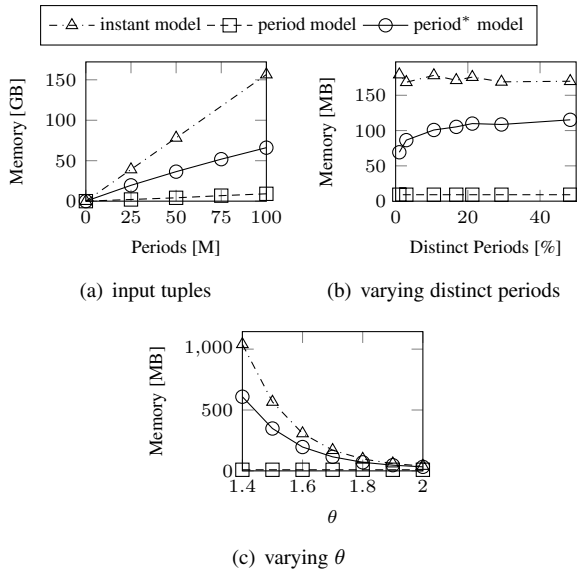 instant model period model period* model
Memory [GB]
150
100
50
0
0 25 50 75 100
Periods [M]
(a) input tuples
Memory [MB]
150
100
50
0
0 20 40
Distinct Periods [%]
(b) varying distinct periods
Memory [MB]
1,000
500
0
1.4 1.6 1.8 2
θ
(c) varying θ